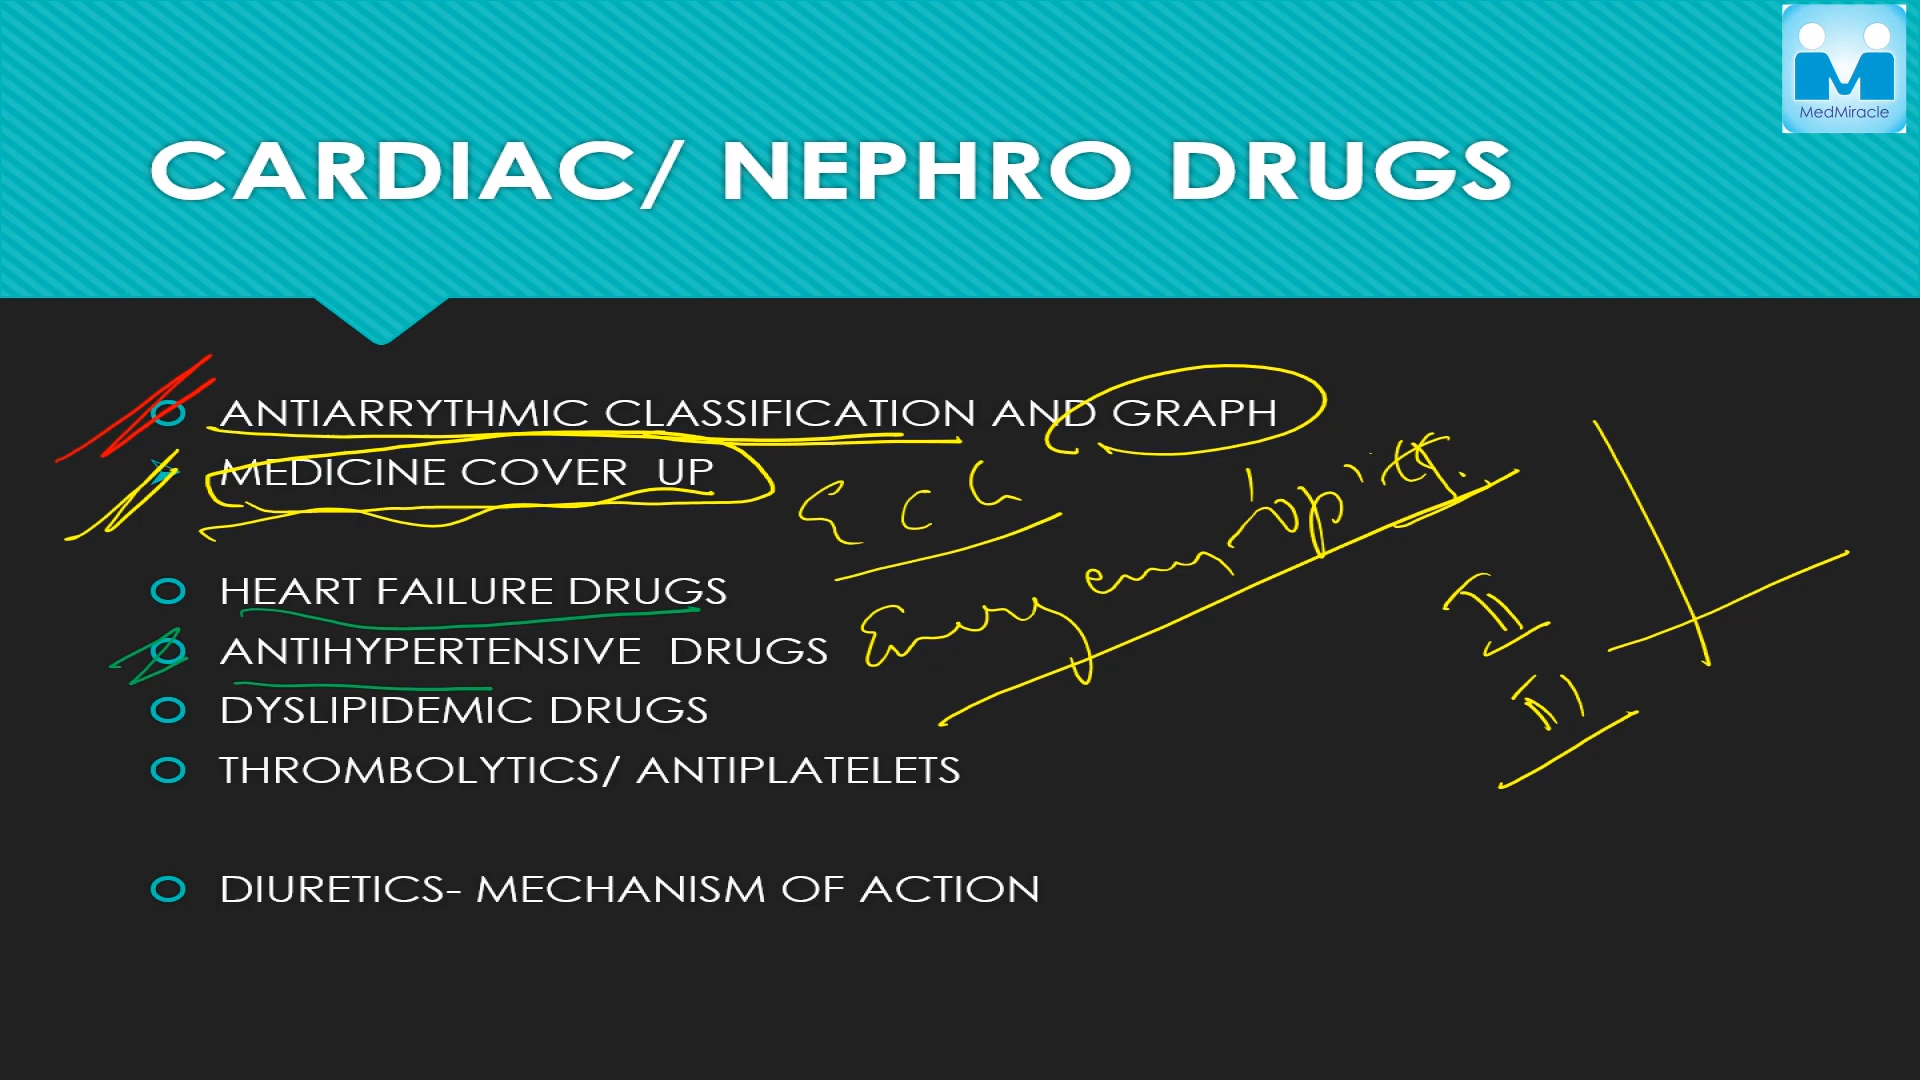 MedMiracle
CARDIAC/ NEPHRO DRUGS
ANTIARRYTHMIC CLASSIFICATION AND GRAPH
MEDICINE COVER UP
ECG
HEART FAILURE DRUGS
ANTIHYPERTENSIVE DRUGS
DYSLIPIDEMIC DRUGS
THROMBOLYTICS/ ANTIPLATELETS
DIURETICS- MECHANISM OF ACTION